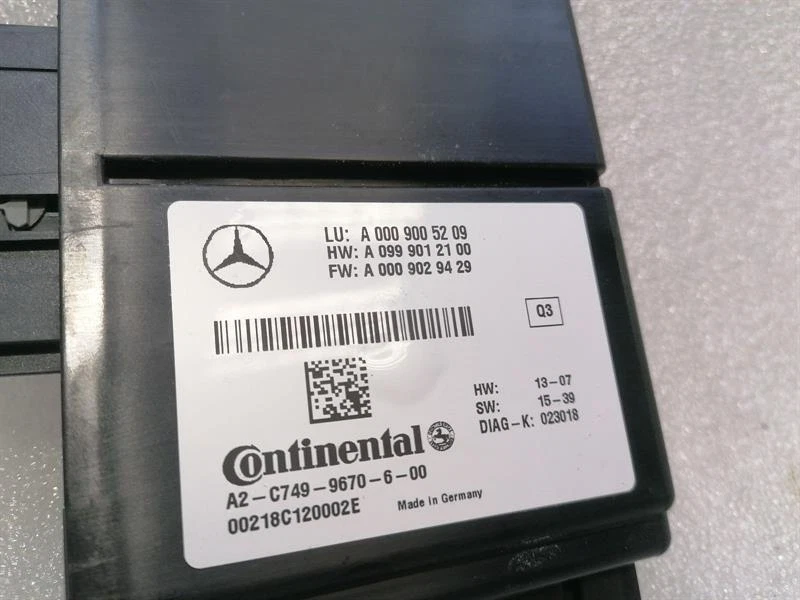 LU: A 000 900 52 09
HW: A 099 901 21 00
FW: A 000 902 94 29
Q3
HW: 13-07
SW: 15-39
DIAG-K: 023018
Continental
A2-C749-9670-6-00
00218C120002E
Made in Germany